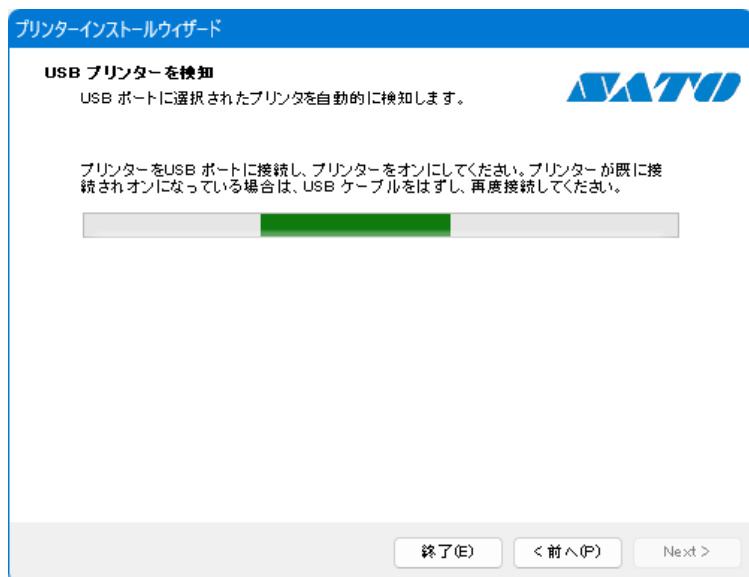 プリンターインストールウィザード
USB プリンターを検知
USB ポートに選択されたプリンタを自動的に検知します。
SATO
プリンターをUSB ポートに接続し、プリンターをオンにしてください。プリンターが既に接
続されオンになっている場合は、USB ケーブルをはずし、再度接続してください。
終了(E)
< 前へ(P)
Next >